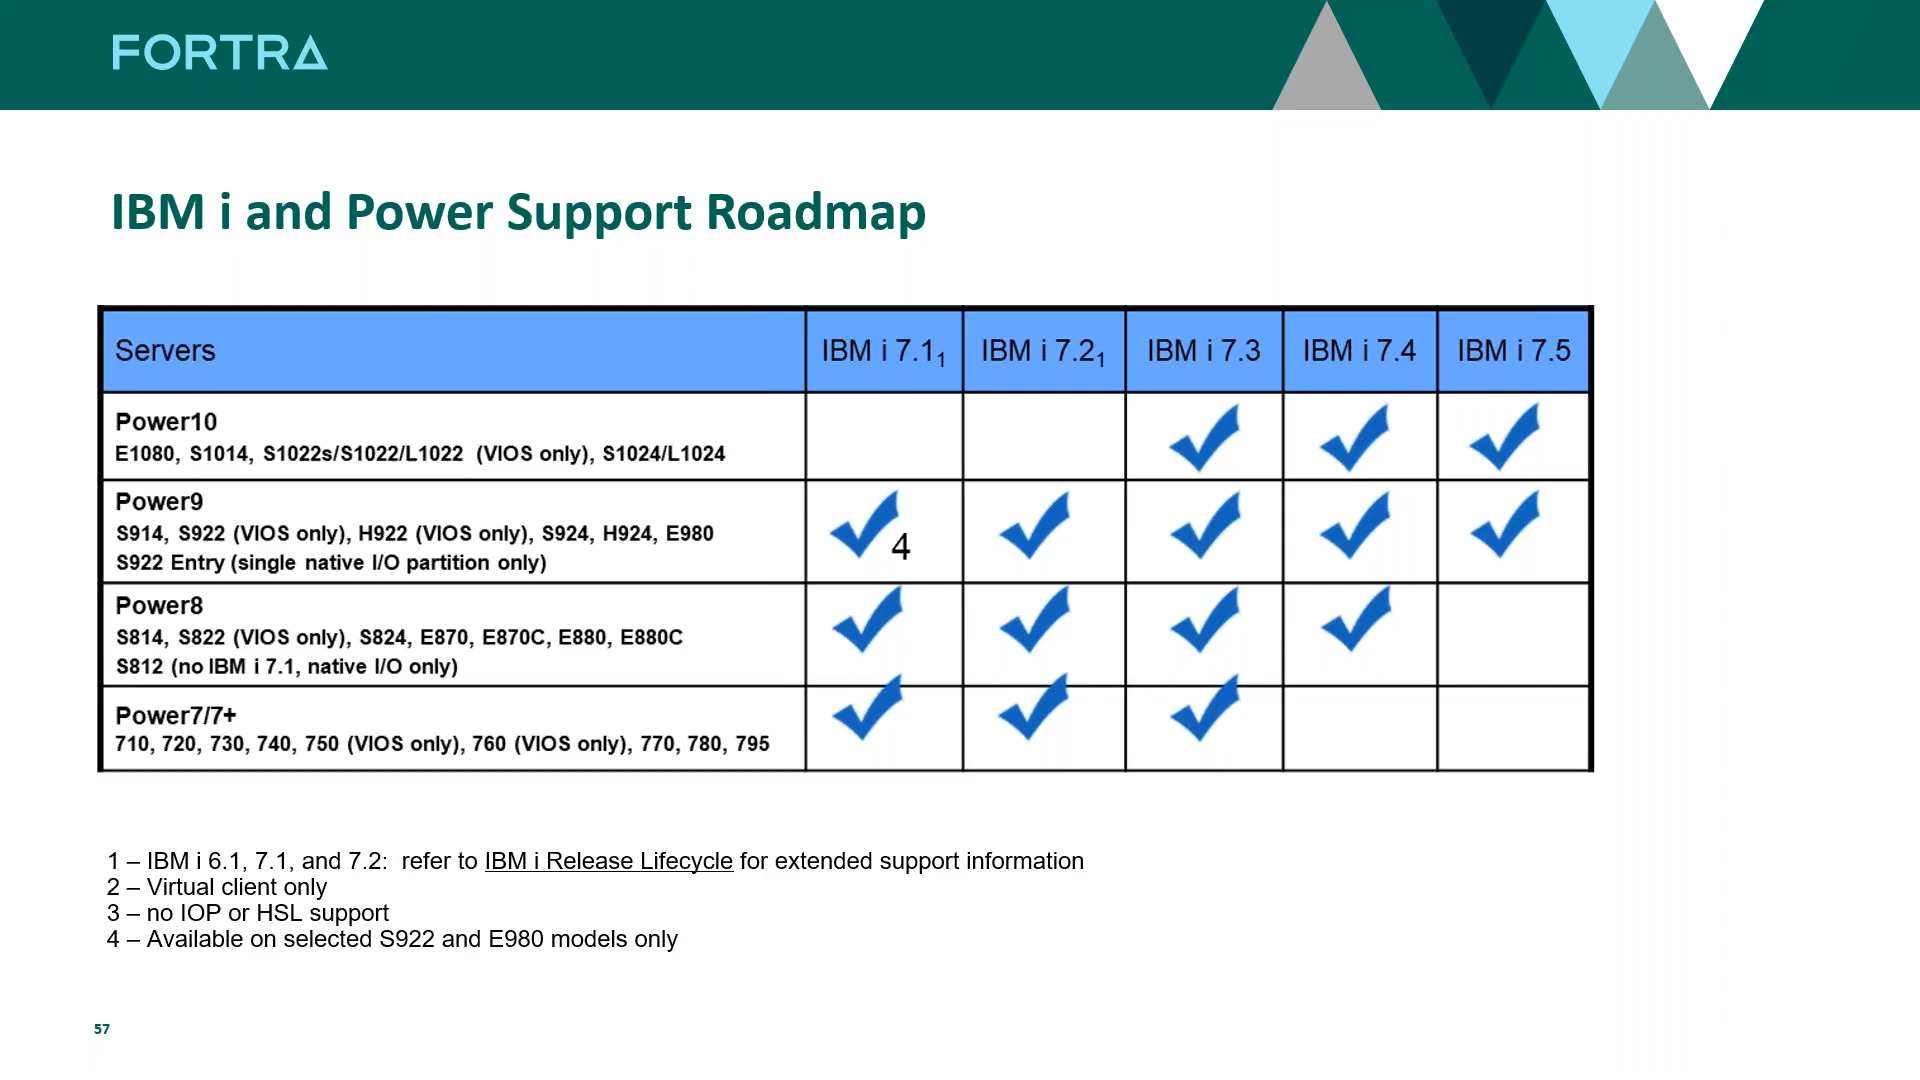 FORTRA
IBM i and Power Support Roadmap
Servers IBM i 7.1₁ IBM i 7.2₁ IBM i 7.3 IBM i 7.4 IBM i 7.5
Power10
E1080, S1014, S1022s/S1022/L1022 (VIOS only), S1024/L1024
Power9
S914, S922 (VIOS only), H922 (VIOS only), S924, H924, E980
S922 Entry (single native I/O partition only)
4
Power8
S814, S822 (VIOS only), S824, E870, E870C, E880, E880C
S812 (no IBM i 7.1, native I/O only)
Power7/7+
710, 720, 730, 740, 750 (VIOS only), 760 (VIOS only), 770, 780, 795
1 – IBM i 6.1, 7.1, and 7.2: refer to IBM i Release Lifecycle for extended support information
2 – Virtual client only
3 – no IOP or HSL support
4 – Available on selected S922 and E980 models only
57